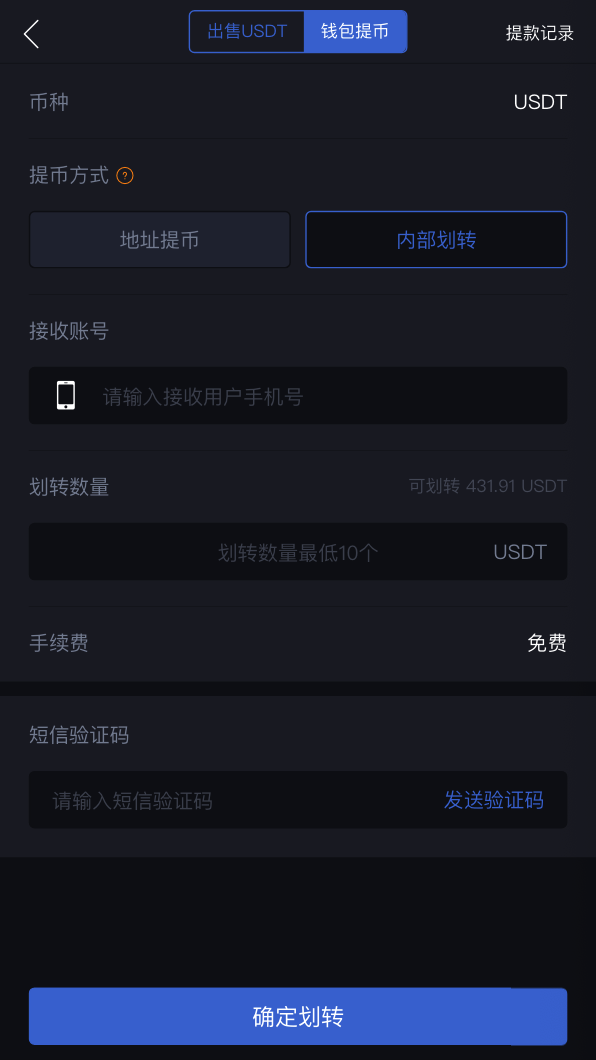 出售USDT 钱包提币 提款记录
币种 USDT
提币方式 ?
地址提币 内部划转
接收账号
请输入接收用户手机号
划转数量 可划转 431.91 USDT
划转数量最低10个 USDT
手续费 免费
短信验证码
请输入短信验证码 发送验证码
确定划转